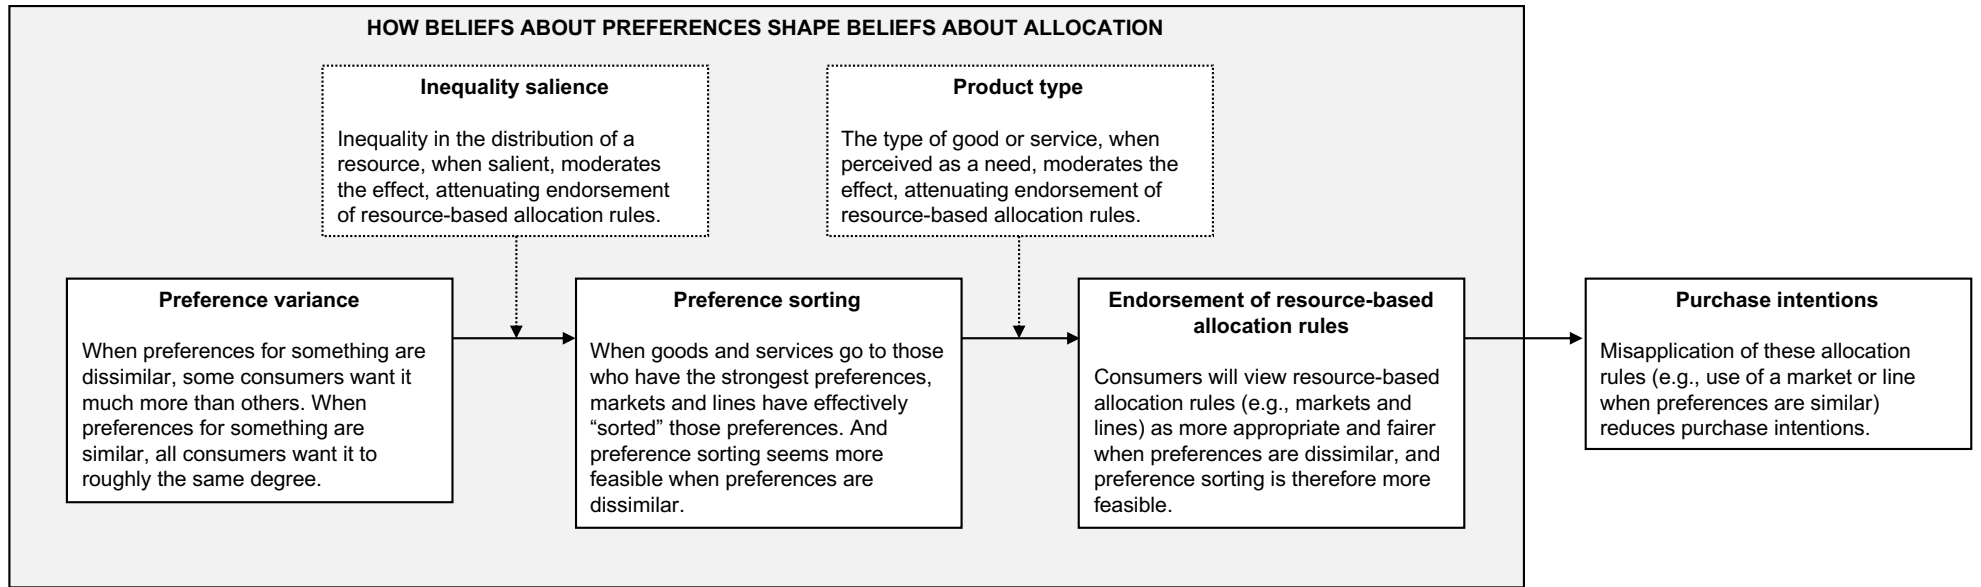 HOW BELIEFS ABOUT PREFERENCES SHAPE BELIEFS ABOUT ALLOCATION
Inequality salience
Inequality in the distribution of a
resource, when salient, moderates
the effect, attenuating endorsement
of resource-based allocation rules.
Product type
The type of good or service, when
perceived as a need, moderates the
effect, attenuating endorsement of
resource-based allocation rules.
Preference variance
When preferences for something are
dissimilar, some consumers want it
much more than others. When
preferences for something are
similar, all consumers want it to
roughly the same degree.
Preference sorting
When goods and services go to those
who have the strongest preferences,
markets and lines have effectively
“sorted” those preferences. And
preference sorting seems more
feasible when preferences are
dissimilar.
Endorsement of resource-based
allocation rules
Consumers will view resource-based
allocation rules (e.g., markets and
lines) as more appropriate and fairer
when preferences are dissimilar, and
preference sorting is therefore more
feasible.
Purchase intentions
Misapplication of these allocation
rules (e.g., use of a market or line
when preferences are similar)
reduces purchase intentions.